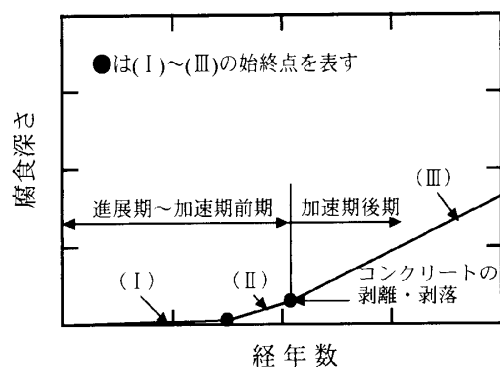 ●は(Ⅰ)～(Ⅲ)の始終点を表す
腐食深さ
進展期～加速期前期
加速期後期
(Ⅲ)
(Ⅰ)
(Ⅱ)
コンクリートの
剥離・剥落
経年数